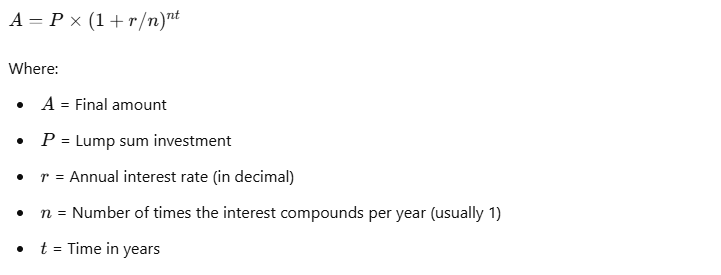 A = P × (1 + r/n)^{nt}
Where:
• A = Final amount
• P = Lump sum investment
• r = Annual interest rate (in decimal)
• n = Number of times the interest compounds per year (usually 1)
• t = Time in years